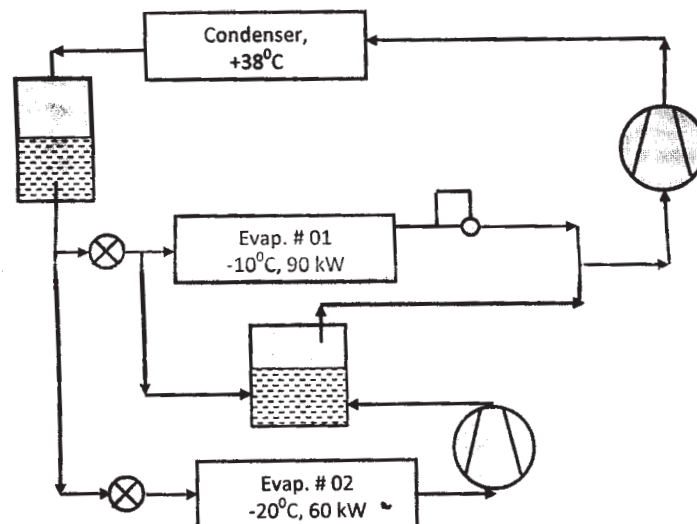 Condenser,
+38⁰C
Evap. # 01
-10⁰C, 90 kW
Evap. # 02
-20⁰C, 60 kW